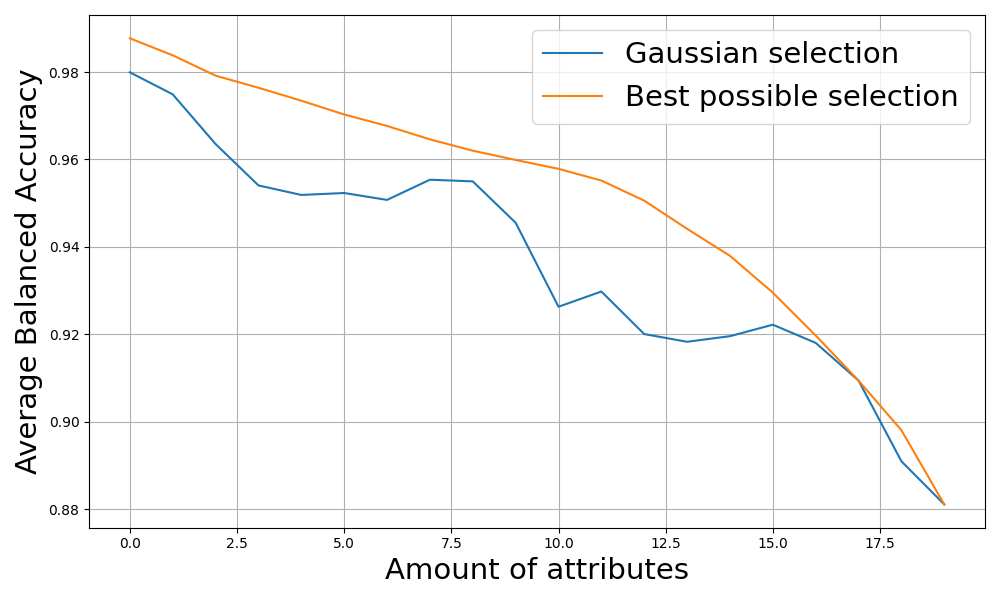 Gaussian selection
Best possible selection
Average Balanced Accuracy
0.98
0.96
0.94
0.92
0.90
0.88
0.0 2.5 5.0 7.5 10.0 12.5 15.0 17.5
Amount of attributes